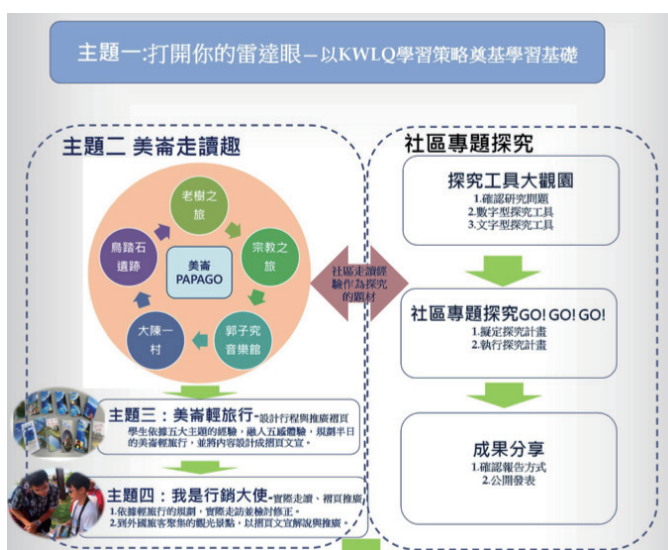 主題一:打開你的雷達眼—以KWLQ學習策略奠基學習基礎
主題二 美崙走讀趣
老樹之
旅
宗教之
旅
郭子究
音樂館
大陳一
村
鳥踏石
遺跡
美崙
PAPAGO
社區走讀經
驗作為探究
的題材
主題三：美崙輕旅行-設計行程與推廣褶頁
學生依據五大主題的經驗，融入五感體驗，規劃半日
的美崙輕旅行，並將內容設計成摺頁文宣。
主題四：我是行銷大使-實際走讀、褶頁推廣
1.依據輕旅行的規劃，實際走訪並檢討修正。
2.到外國旅客聚集的觀光景點，以摺頁文宣解說與推廣。
社區專題探究
探究工具大觀園
1.確認研究問題
2.數字型探究工具
3.文字型探究工具
社區專題探究GO! GO! GO!
1.擬定探究計畫
2.執行探究計畫
成果分享
1.確認報告方式
2.公開發表